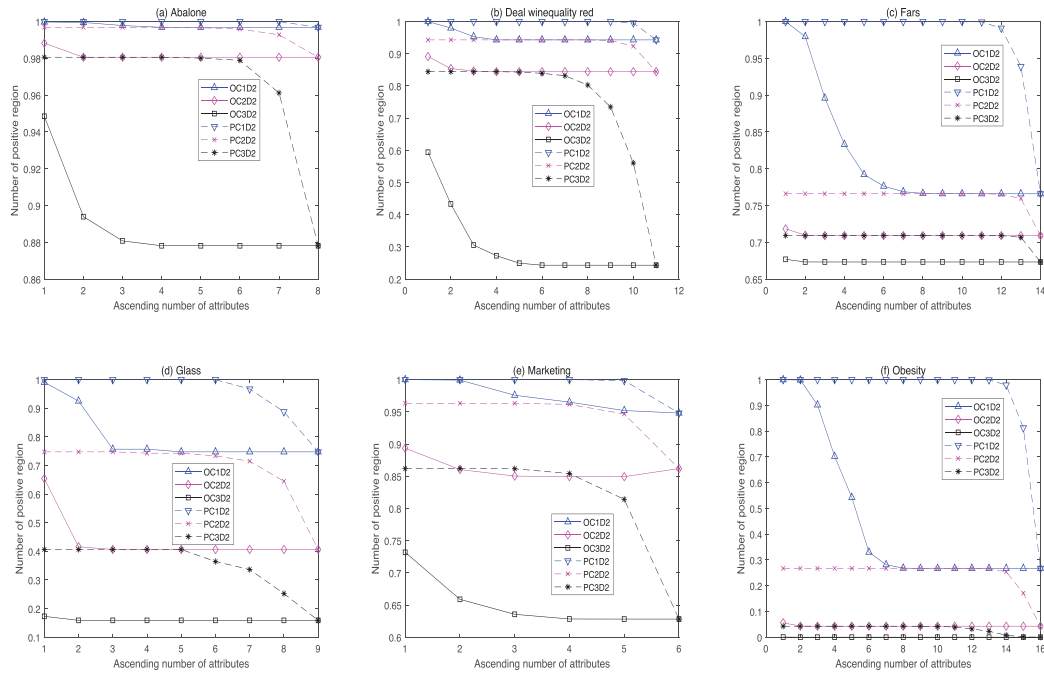 (a) Abalone
Number of positive region
1
0.98
0.96
0.94
0.92
0.9
0.88
0.86
OC1D2
OC2D2
OC3D2
PC1D2
PC2D2
PC3D2
1 2 3 4 5 6 7 8
Ascending number of attributes
(b) Deal winequality red
Number of positive region
1
0.9
0.8
0.7
0.6
0.5
0.4
0.3
0.2
OC1D2
OC2D2
OC3D2
PC1D2
PC2D2
PC3D2
0 2 4 6 8 10 12
Ascending number of attributes
(c) Fars
Number of positive region
1
0.95
0.9
0.85
0.8
0.75
0.7
0.65
OC1D2
OC2D2
OC3D2
PC1D2
PC2D2
PC3D2
0 2 4 6 8 10 12 14
Ascending number of attributes
(d) Glass
Number of positive region
1
0.9
0.8
0.7
0.6
0.5
0.4
0.3
0.2
0.1
OC1D2
OC2D2
OC3D2
PC1D2
PC2D2
PC3D2
1 2 3 4 5 6 7 8 9
Ascending number of attributes
(e) Marketing
Number of positive region
1
0.95
0.9
0.85
0.8
0.75
0.7
0.65
0.6
OC1D2
OC2D2
OC3D2
PC1D2
PC2D2
PC3D2
1 2 3 4 5 6
Ascending number of attributes
(f) Obesity
Number of positive region
1
0.9
0.8
0.7
0.6
0.5
0.4
0.3
0.2
0.1
0
OC1D2
OC2D2
OC3D2
PC1D2
PC2D2
PC3D2
0 2 4 6 8 10 12 14 16
Ascending number of attributes